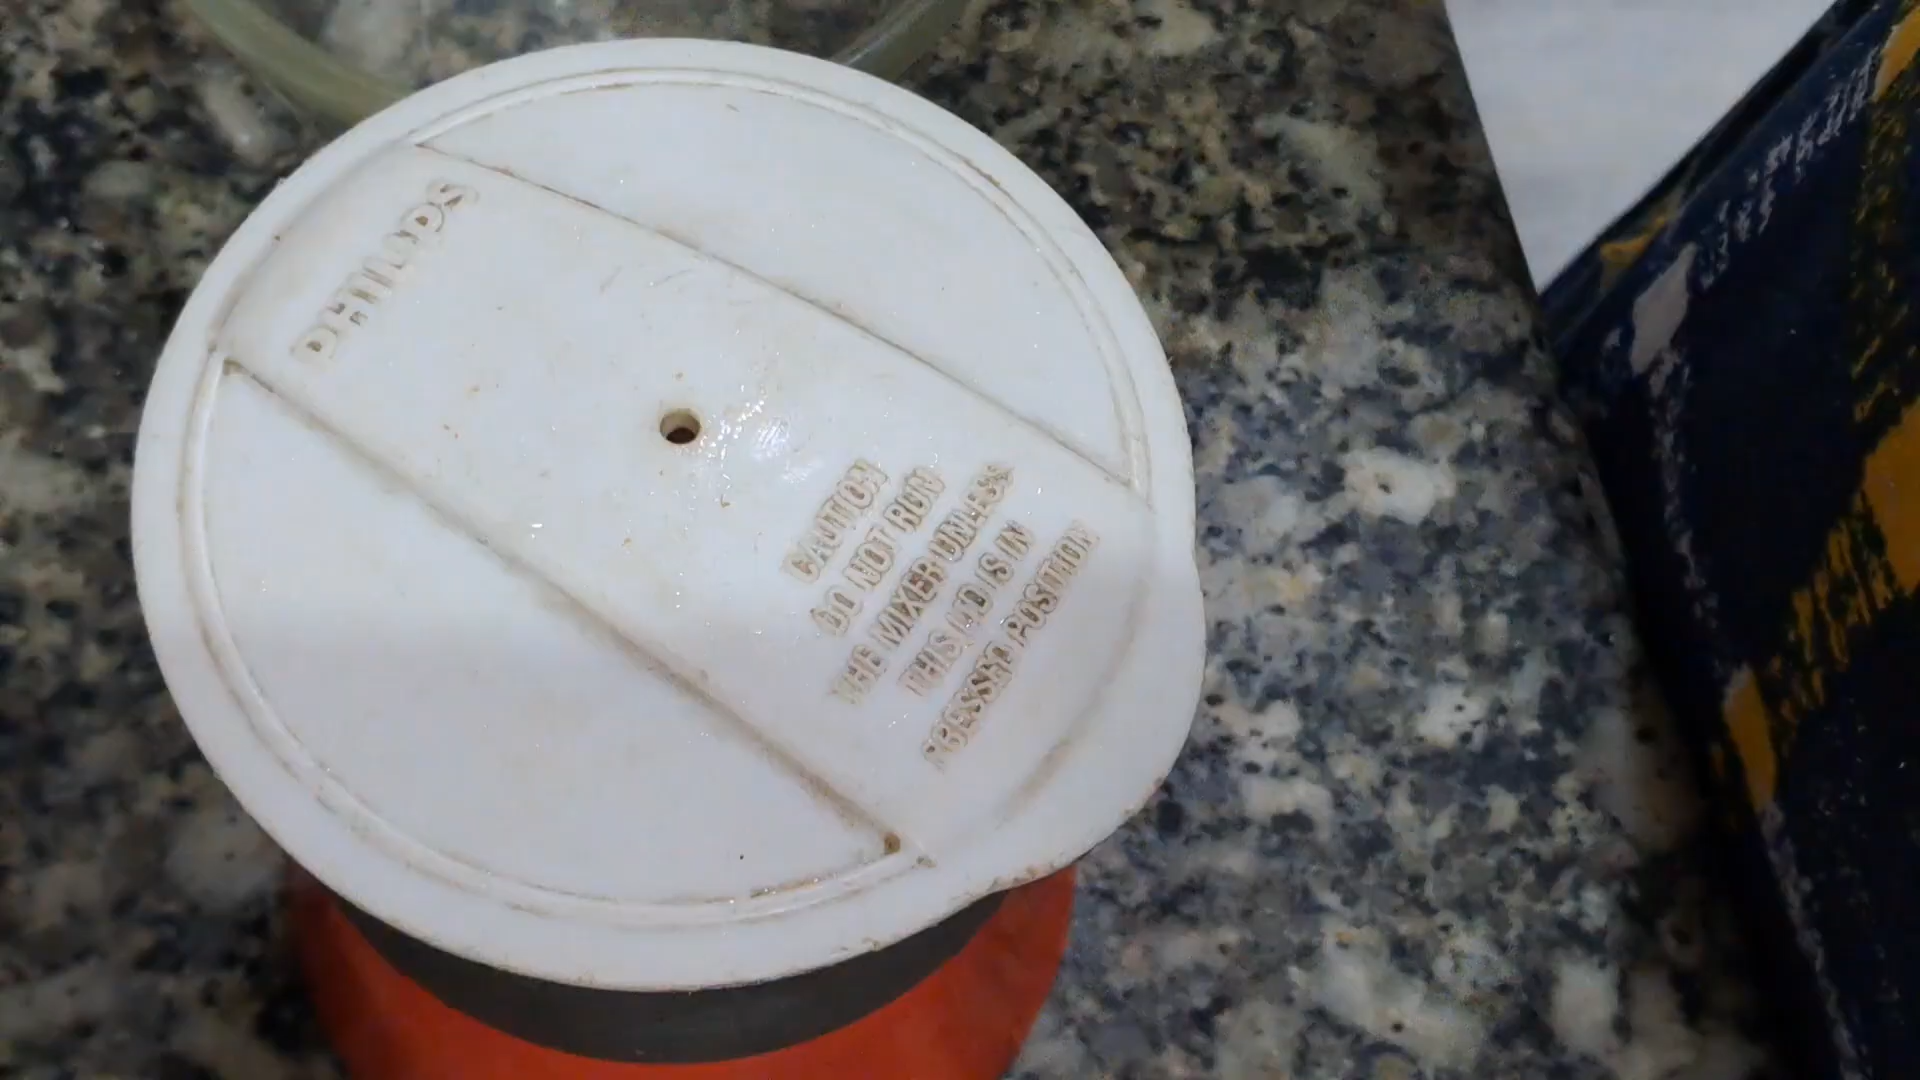 PHILIPS
CAUTION
DO NOT RUN
THE MIXER UNLESS
THIS LID IS IN
PRESSED POSITION